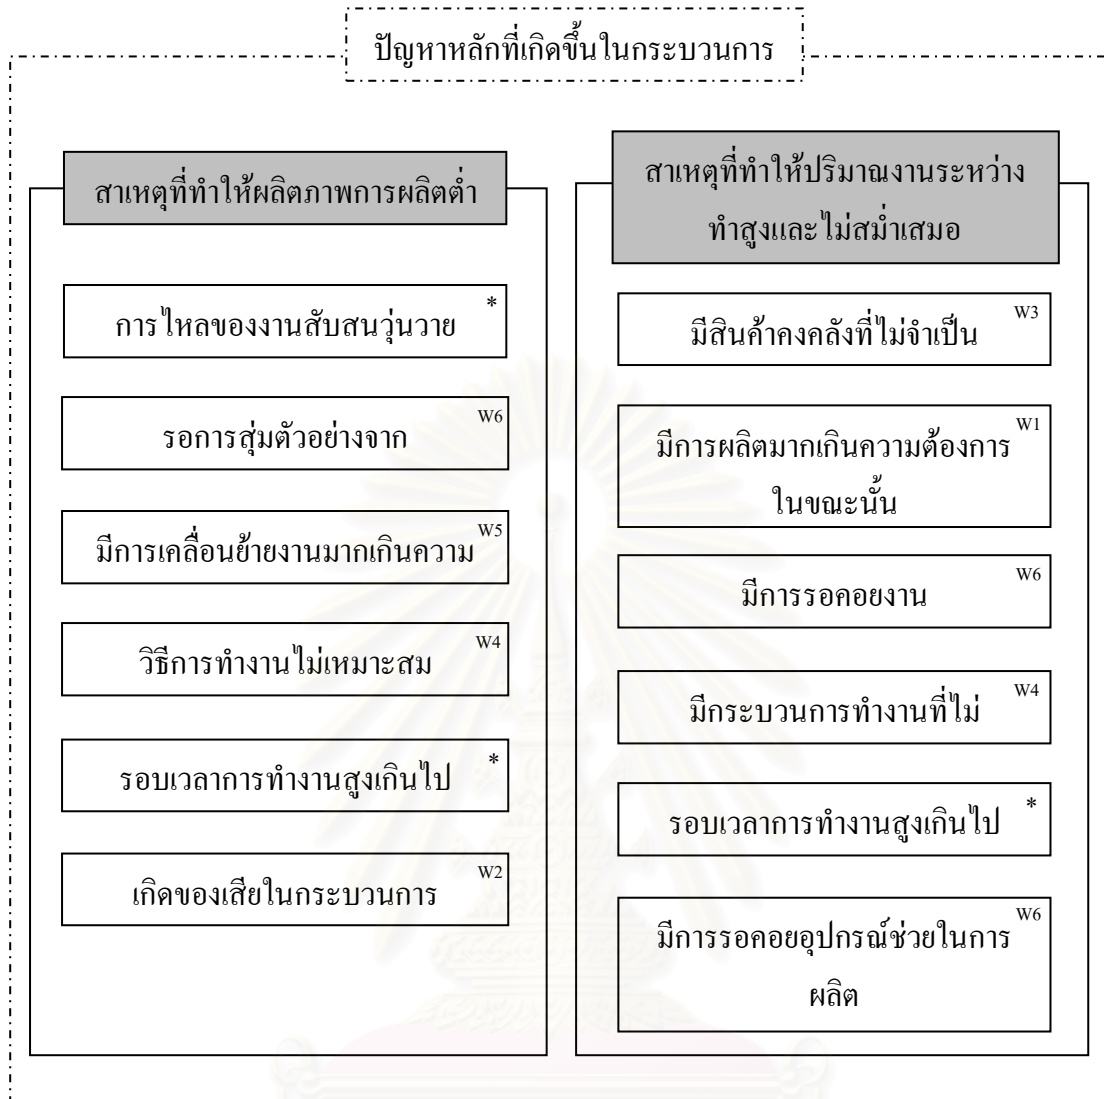 ปัญหาหลักที่เกิดขึ้นในกระบวนการ
สาเหตุที่ทำให้ผลิตภาพการผลิตต่ำ
การไหลของงานสับสนวุ่นวาย *
รอการสุ่มตัวอย่างจาก W6
มีการเคลื่อนย้ายงานมากเกินความ W5
วิธีการทำงานไม่เหมาะสม W4
รอบเวลาการทำงานสูงเกินไป *
เกิดของเสียในกระบวนการ W2
สาเหตุที่ทำให้ปริมาณงานระหว่าง
ทำสูงและไม่สม่ำเสมอ
มีสินค้าคงคลังที่ไม่จำเป็น W3
มีการผลิตมากเกินความต้องการ W1
ในขณะนั้น
มีการรอคอยงาน W6
มีกระบวนการทำงานที่ไม่ W4
รอบเวลาการทำงานสูงเกินไป *
มีการรอคอยอุปกรณ์ช่วยในการ W6
ผลิต